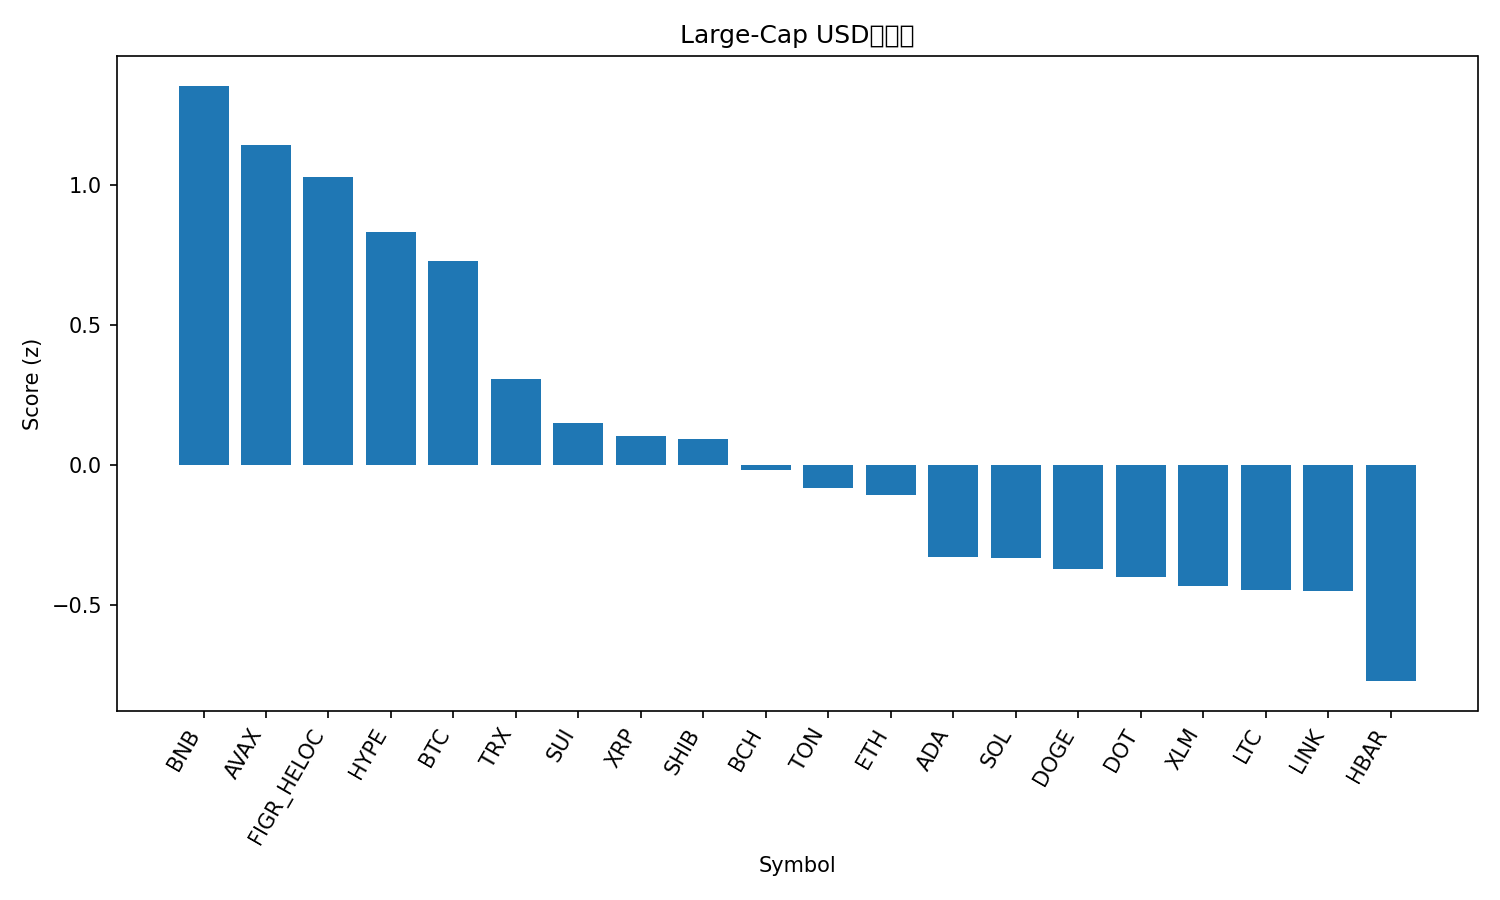 Large-Cap USD
1.0
0.5
0.0
−0.5
Score (z)
BNB
AVAX
FIGR_HELOC
HYPE
BTC
TRX
SUI
XRP
SHIB
BCH
TON
ETH
ADA
SOL
DOGE
DOT
XLM
LTC
LINK
HBAR
Symbol